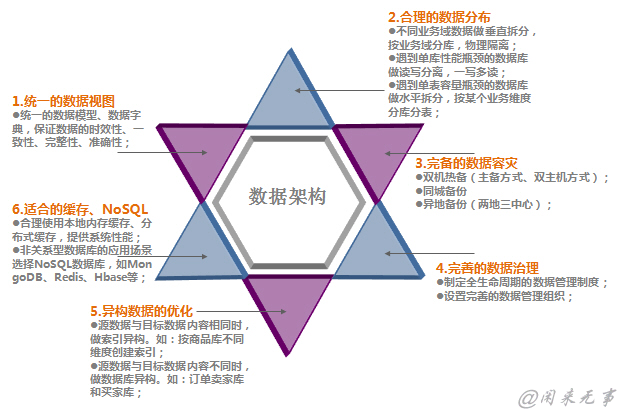 1.统一的数据视图
●统一的数据模型、数据字
典，保证数据的时效性、一
致性、完整性、准确性；
2.合理的数据分布
●不同业务域数据做垂直拆分，
按业务域分库，物理隔离；
●遇到单库性能瓶颈的数据库
做读写分离，一写多读；
●遇到单表容量瓶颈的数据库
做水平拆分，按某个业务维度
分库分表；
3.完备的数据容灾
●双机热备（主备方式、双主机方式）；
●同城备份
●异地备份（两地三中心）；
数据架构
4.完善的数据治理
●制定全生命周期的数据管理制度；
●设置完善的数据管理组织；
5.异构数据的优化
●源数据与目标数据内容相同时，
做索引异构。如：按商品库不同
维度创建索引；
●源数据与目标数据内容不同时，
做数据库异构。如：订单卖家库
和买家库；
6.适合的缓存、NoSQL
●合理使用本地内存缓存、分
布式缓存，提供系统性能；
●非关系型数据库的应用场景
选择NoSQL数据库，如Mon
goDB、Redis、Hbase等；
@闲来无事